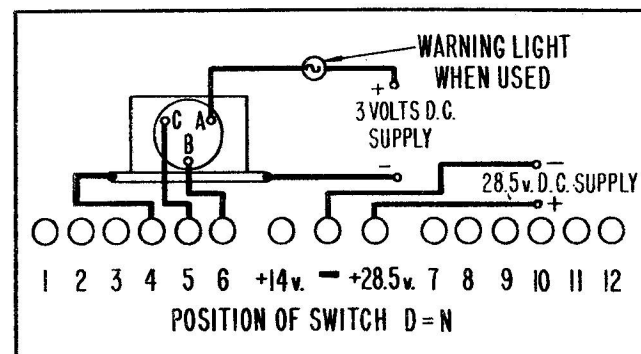 WARNING LIGHT
WHEN USED
+
3 VOLTS D.C.
SUPPLY
C A
B
−
−
28.5 v. D.C. SUPPLY
+
1 2 3 4 5 6 +14 v. − +28.5 v. 7 8 9 10 11 12
POSITION OF SWITCH D = N